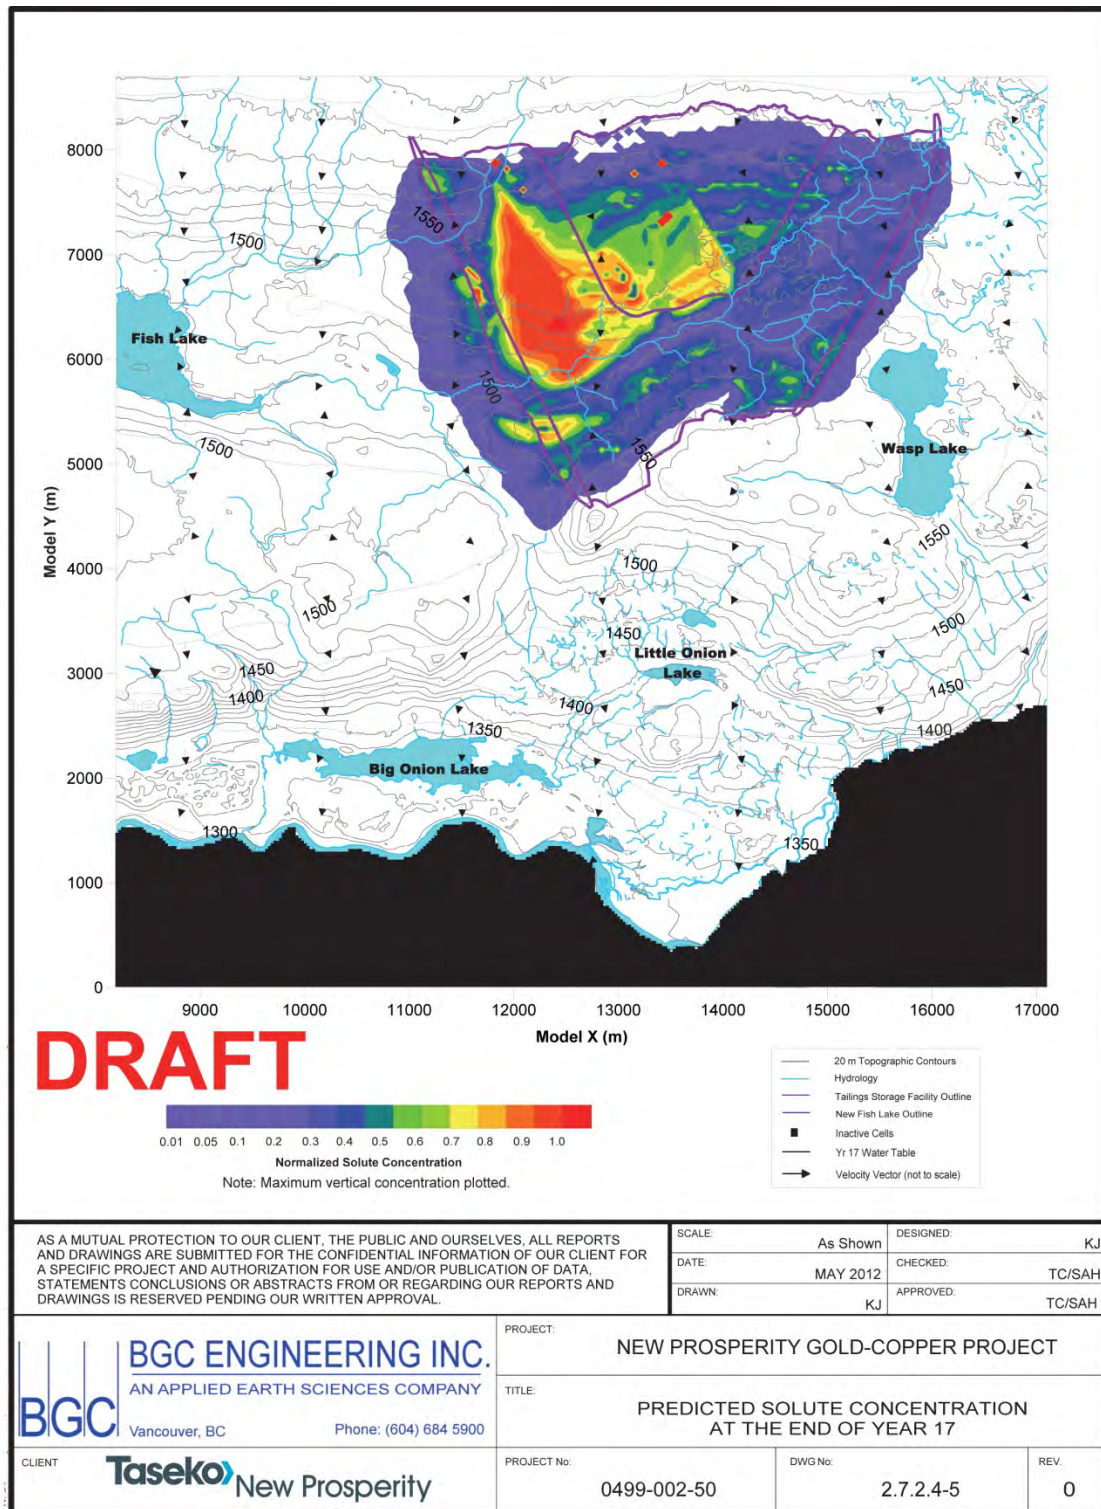 8000
7000
6000
5000
4000
3000
2000
1000
0
Model Y (m)
1550
1500
Fish Lake
1500
1500
1550
Wasp Lake
1550
1500
1500
1500
1450
Little Onion
Lake
1450
1400
1450
1400
1350
1400
Big Onion Lake
1300
1350
9000 10000 11000 12000 13000 14000 15000 16000 17000
Model X (m)
DRAFT
0.01 0.05 0.1 0.2 0.3 0.4 0.5 0.6 0.7 0.8 0.9 1.0
Normalized Solute Concentration
Note: Maximum vertical concentration plotted.
20 m Topographic Contours
Hydrology
Tailings Storage Facility Outline
New Fish Lake Outline
Inactive Cells
Yr 17 Water Table
Velocity Vector (not to scale)
AS A MUTUAL PROTECTION TO OUR CLIENT, THE PUBLIC AND OURSELVES, ALL REPORTS
AND DRAWINGS ARE SUBMITTED FOR THE CONFIDENTIAL INFORMATION OF OUR CLIENT FOR
A SPECIFIC PROJECT AND AUTHORIZATION FOR USE AND/OR PUBLICATION OF DATA,
STATEMENTS CONCLUSIONS OR ABSTRACTS FROM OR REGARDING OUR REPORTS AND
DRAWINGS IS RESERVED PENDING OUR WRITTEN APPROVAL.
SCALE: As Shown DESIGNED: KJ
DATE: MAY 2012 CHECKED: TC/SAH
DRAWN: KJ APPROVED: TC/SAH
BGC
BGC ENGINEERING INC.
AN APPLIED EARTH SCIENCES COMPANY
Vancouver, BC Phone: (604) 684 5900
PROJECT:
NEW PROSPERITY GOLD-COPPER PROJECT
TITLE:
PREDICTED SOLUTE CONCENTRATION
AT THE END OF YEAR 17
CLIENT
Taseko New Prosperity
PROJECT No: 0499-002-50
DWG No: 2.7.2.4-5
REV. 0